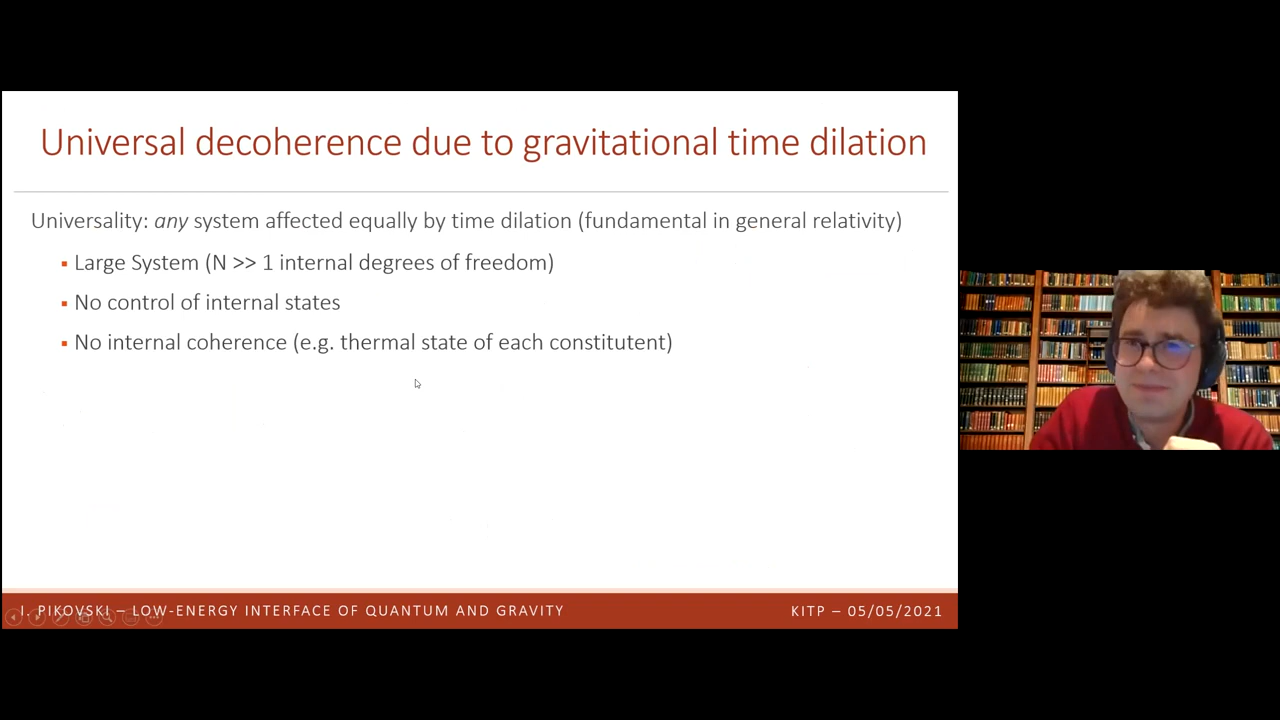 Universal decoherence due to gravitational time dilation
Universality: any system affected equally by time dilation (fundamental in general relativity)
▪ Large System (N >> 1 internal degrees of freedom)
▪ No control of internal states
▪ No internal coherence (e.g. thermal state of each constitutent)
I. PIKOVSKI – LOW-ENERGY INTERFACE OF QUANTUM AND GRAVITY
KITP – 05/05/2021